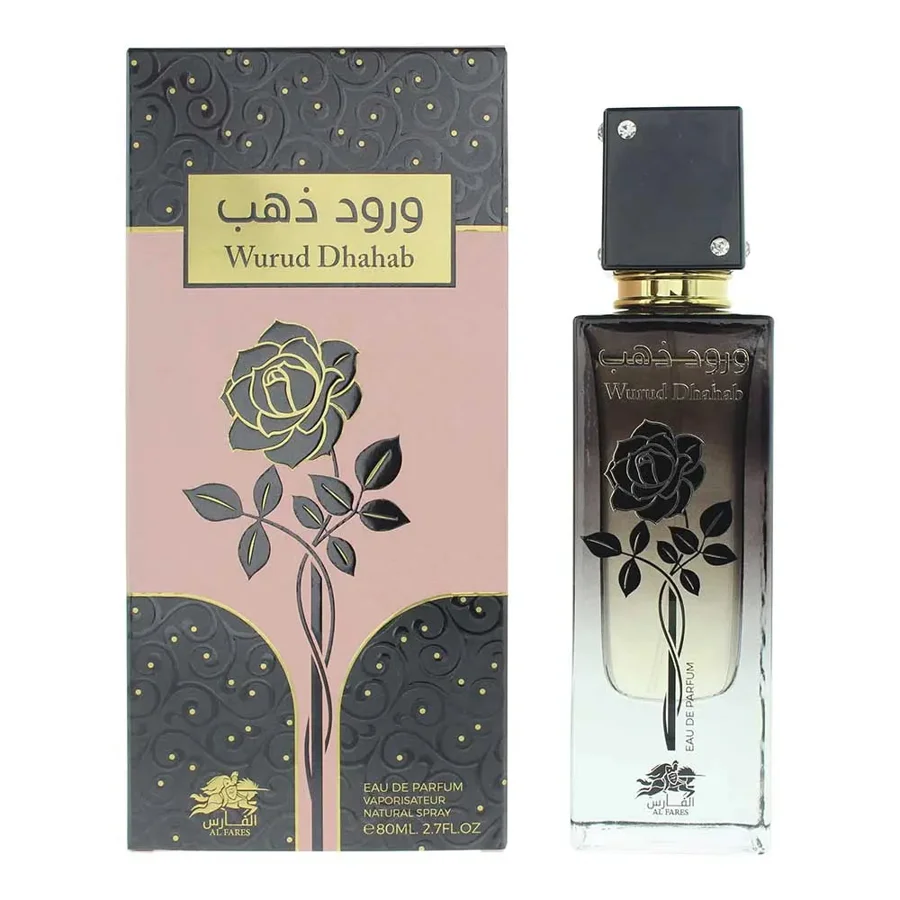 ورود ذهب
Wurud Dhahab
EAU DE PARFUM
VAPORISATEUR
NATURAL SPRAY
℮80ML 2.7FL.OZ
الفارس
AL FARES
ورود ذهب
Wurud Dhahab
EAU DE PARFUM
الفارس
AL FARES